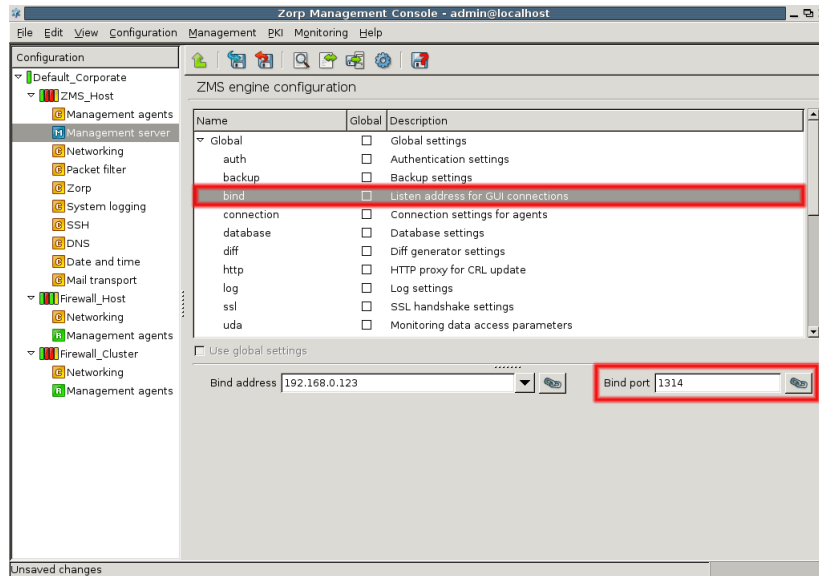 Zorp Management Console - admin@localhost
File Edit View Configuration Management PKI Monitoring Help
Configuration
Default_Corporate
ZMS_Host
Management agents
Management server
Networking
Packet filter
Zorp
System logging
SSH
DNS
Date and time
Mail transport
Firewall_Host
Networking
Management agents
Firewall_Cluster
Networking
Management agents
ZMS engine configuration
Name Global Description
Global Global settings
auth Authentication settings
backup Backup settings
bind Listen address for GUI connections
connection Connection settings for agents
database Database settings
diff Diff generator settings
http HTTP proxy for CRL update
log Log settings
ssl SSL handshake settings
uda Monitoring data access parameters
Use global settings
Bind address 192.168.0.123 Bind port 1314
Unsaved changes